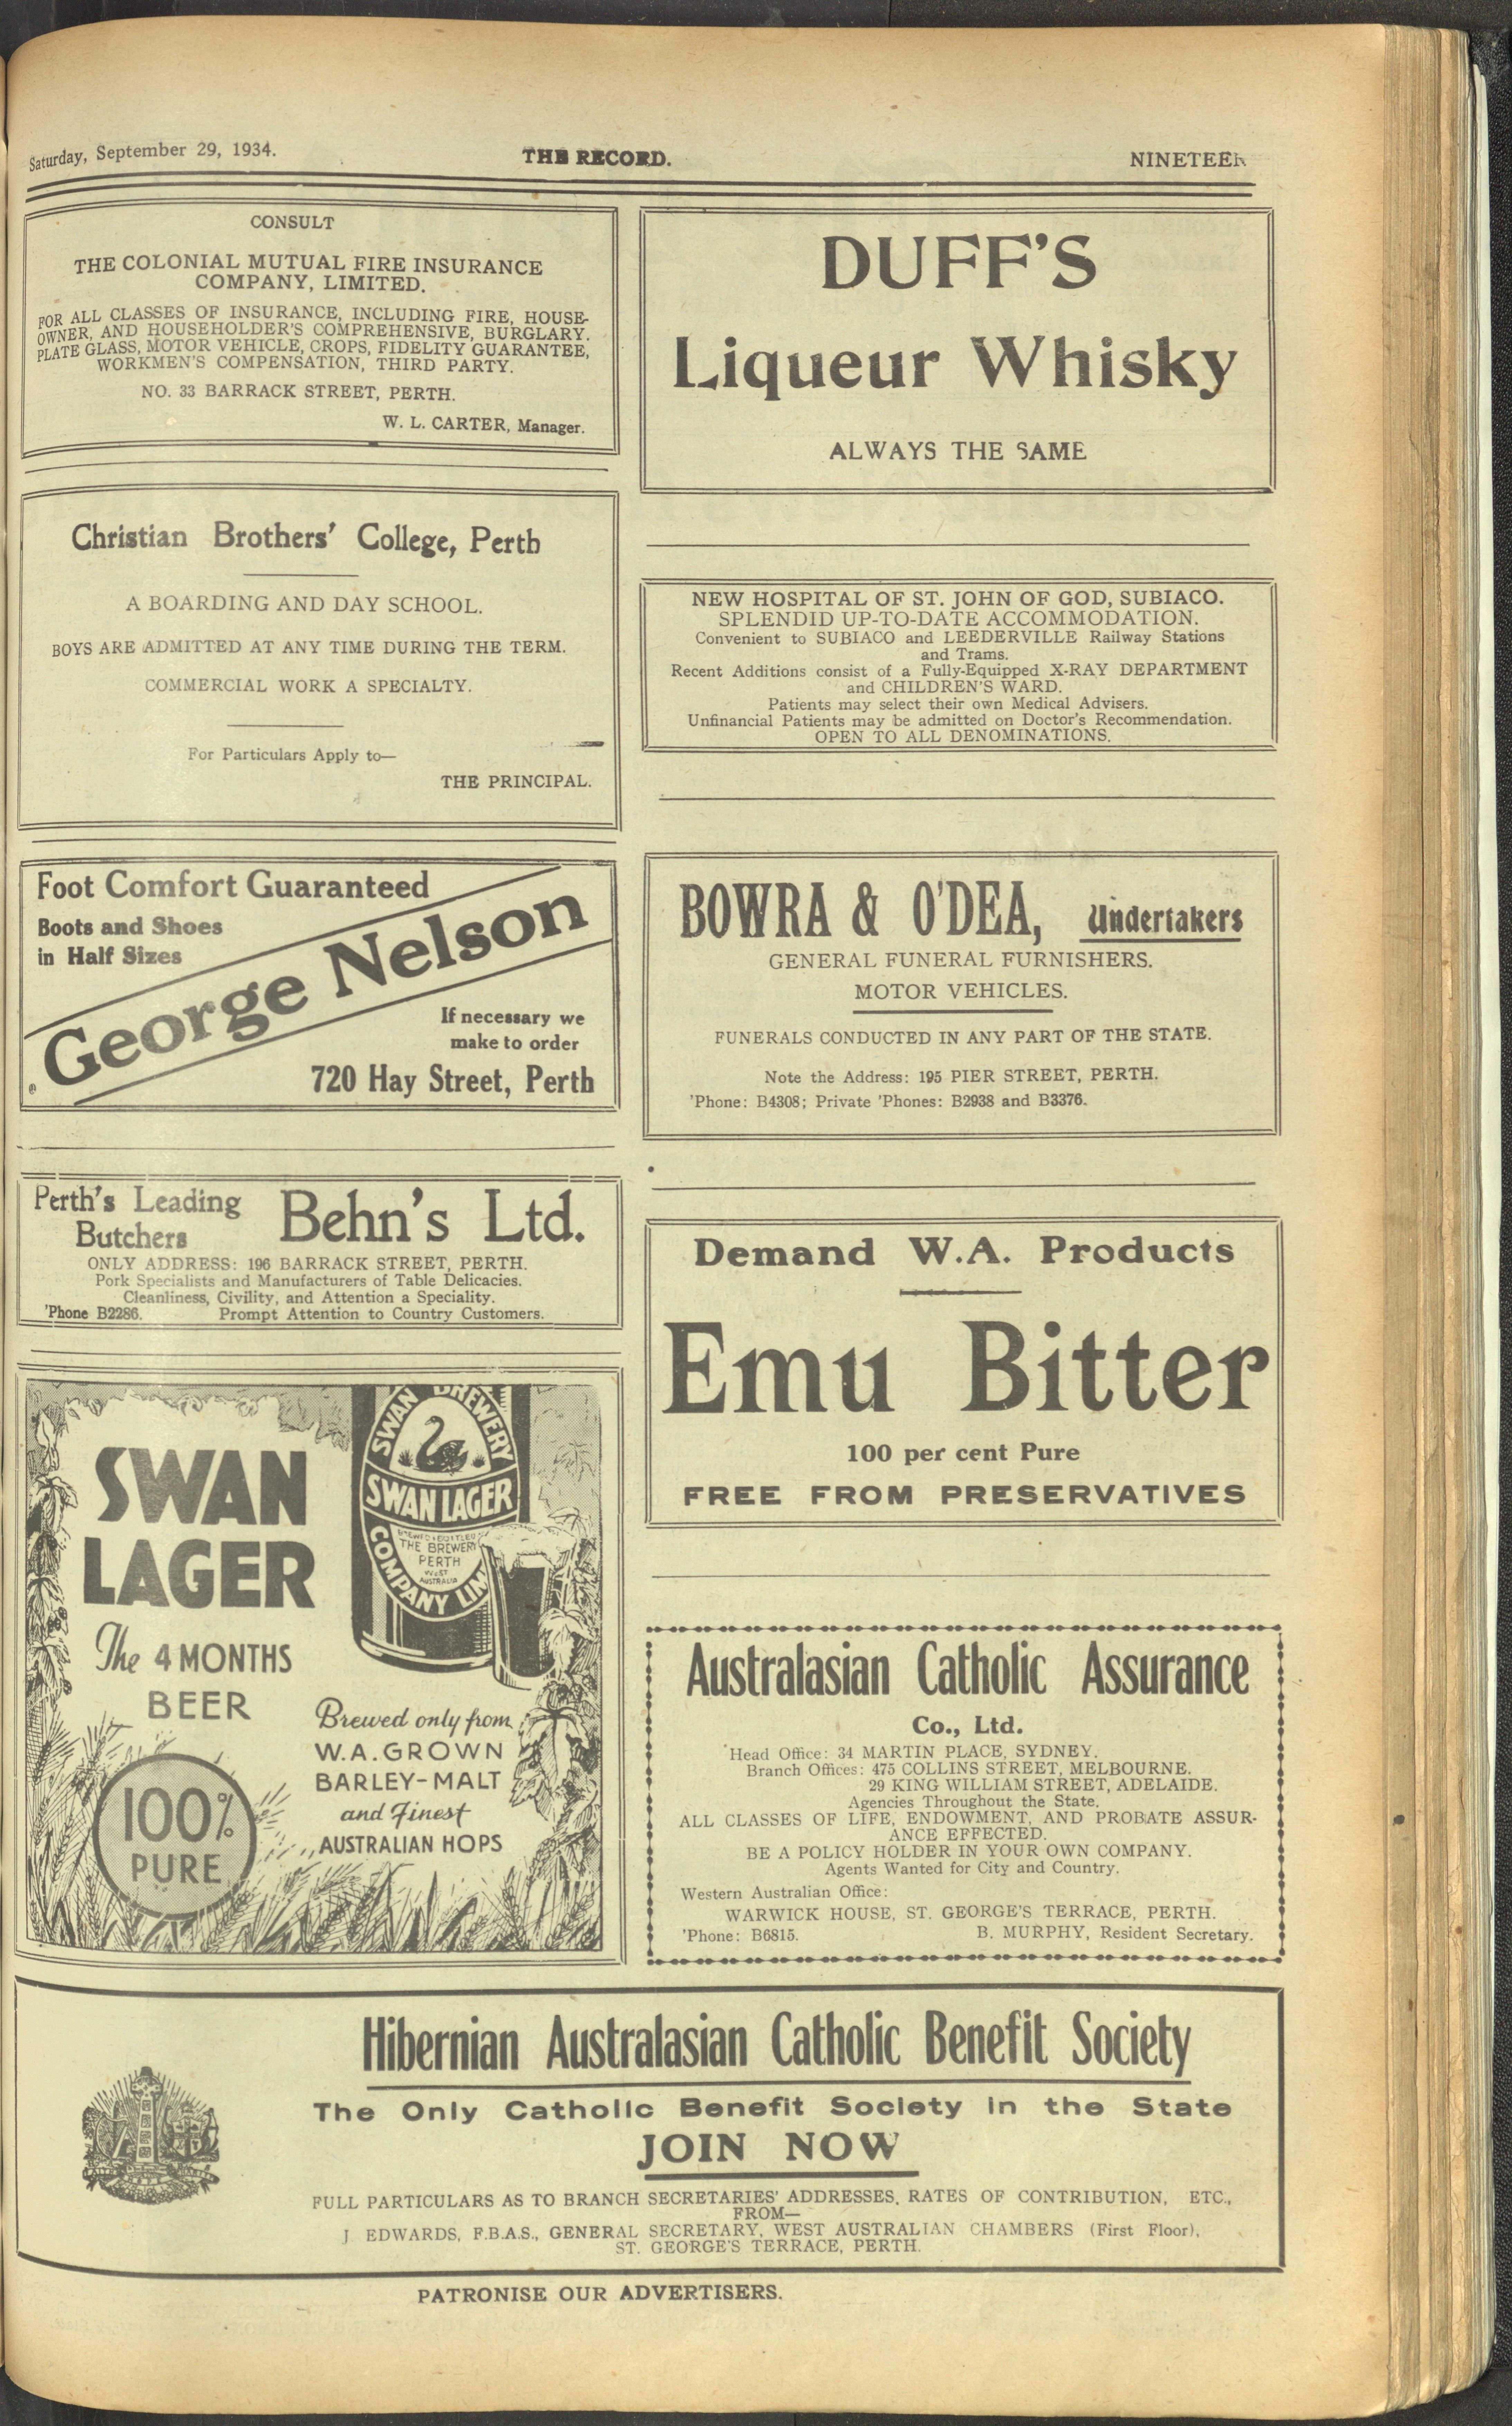 Saturday, September 29, 1934.
THE RECORD.
NINETEEN
CONSULT
THE COLONIAL MUTUAL FIRE INSURANCE
COMPANY, LIMITED.
FOR ALL CLASSES OF INSURANCE, INCLUDING FIRE, HOUSE-
OWNER, AND HOUSEHOLDER'S COMPREHENSIVE, BURGLARY.
PLATE GLASS, MOTOR VEHICLE, CROPS, FIDELITY GUARANTEE,
WORKMEN'S COMPENSATION, THIRD PARTY.
NO. 33 BARRACK STREET, PERTH.
W. L. CARTER, Manager.
Christian Brothers' College, Perth
A BOARDING AND DAY SCHOOL.
BOYS ARE ADMITTED AT ANY TIME DURING THE TERM.
COMMERCIAL WORK A SPECIALTY.
For Particulars Apply to—
THE PRINCIPAL.
Foot Comfort Guaranteed
Boots and Shoes
in Half Sizes
George Nelson
If necessary we
make to order
720 Hay Street, Perth
Perth's Leading
Butchers
Behn's Ltd.
ONLY ADDRESS: 196 BARRACK STREET, PERTH.
Pork Specialists and Manufacturers of Table Delicacies.
Cleanliness, Civility, and Attention a Speciality.
'Phone B2286. Prompt Attention to Country Customers.
SWAN
LAGER
The 4 MONTHS
BEER
100%
PURE
SWAN BREWERY
SWAN LAGER
BREWED & BOTTLED
THE BREWERY
PERTH
WEST
AUSTRALIA
COMPANY LIM
Brewed only from
W.A. GROWN
BARLEY-MALT
and Finest
AUSTRALIAN HOPS
DUFF'S
Liqueur Whisky
ALWAYS THE SAME
NEW HOSPITAL OF ST. JOHN OF GOD, SUBIACO.
SPLENDID UP-TO-DATE ACCOMMODATION.
Convenient to SUBIACO and LEEDERVILLE Railway Stations
and Trams.
Recent Additions consist of a Fully-Equipped X-RAY DEPARTMENT
and CHILDREN'S WARD.
Patients may select their own Medical Advisers.
Unfinancial Patients may be admitted on Doctor's Recommendation.
OPEN TO ALL DENOMINATIONS.
BOWRA & O'DEA, Undertakers
GENERAL FUNERAL FURNISHERS.
MOTOR VEHICLES.
FUNERALS CONDUCTED IN ANY PART OF THE STATE.
Note the Address: 195 PIER STREET, PERTH.
'Phone: B4308; Private 'Phones: B2938 and B3376.
Demand W.A. Products
Emu Bitter
100 per cent Pure
FREE FROM PRESERVATIVES
Australasian Catholic Assurance
Co., Ltd.
Head Office: 34 MARTIN PLACE, SYDNEY.
Branch Offices: 475 COLLINS STREET, MELBOURNE.
29 KING WILLIAM STREET, ADELAIDE.
Agencies Throughout the State.
ALL CLASSES OF LIFE, ENDOWMENT, AND PROBATE ASSUR-
ANCE EFFECTED.
BE A POLICY HOLDER IN YOUR OWN COMPANY.
Agents Wanted for City and Country.
Western Australian Office:
WARWICK HOUSE, ST. GEORGE'S TERRACE, PERTH.
'Phone: B6815. B. MURPHY, Resident Secretary.
Hibernian Australasian Catholic Benefit Society
The Only Catholic Benefit Society in the State
JOIN NOW
FULL PARTICULARS AS TO BRANCH SECRETARIES' ADDRESSES, RATES OF CONTRIBUTION, ETC.,
FROM—
J. EDWARDS, F.B.A.S., GENERAL SECRETARY, WEST AUSTRALIAN CHAMBERS (First Floor),
ST. GEORGE'S TERRACE, PERTH.
PATRONISE OUR ADVERTISERS.